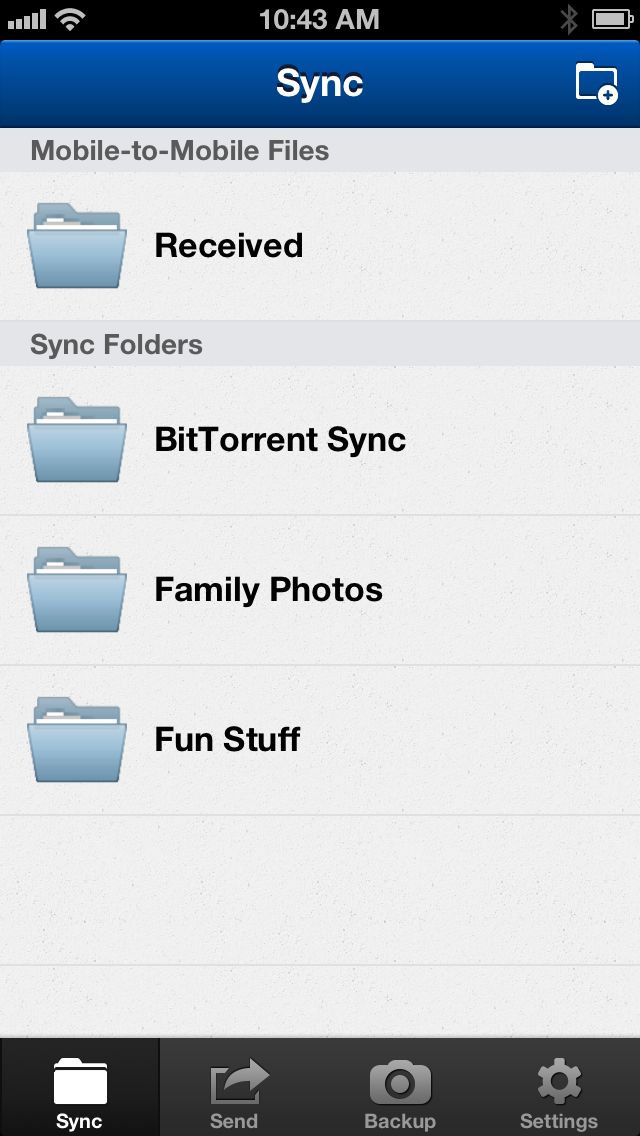 10:43 AM
Sync
Mobile-to-Mobile Files
Received
Sync Folders
BitTorrent Sync
Family Photos
Fun Stuff
Sync Send Backup Settings